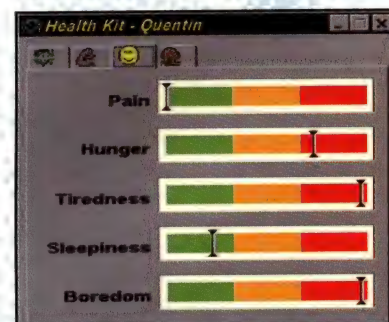 Health Kit - Quentin
Pain
Hunger
Tiredness
Sleepiness
Boredom